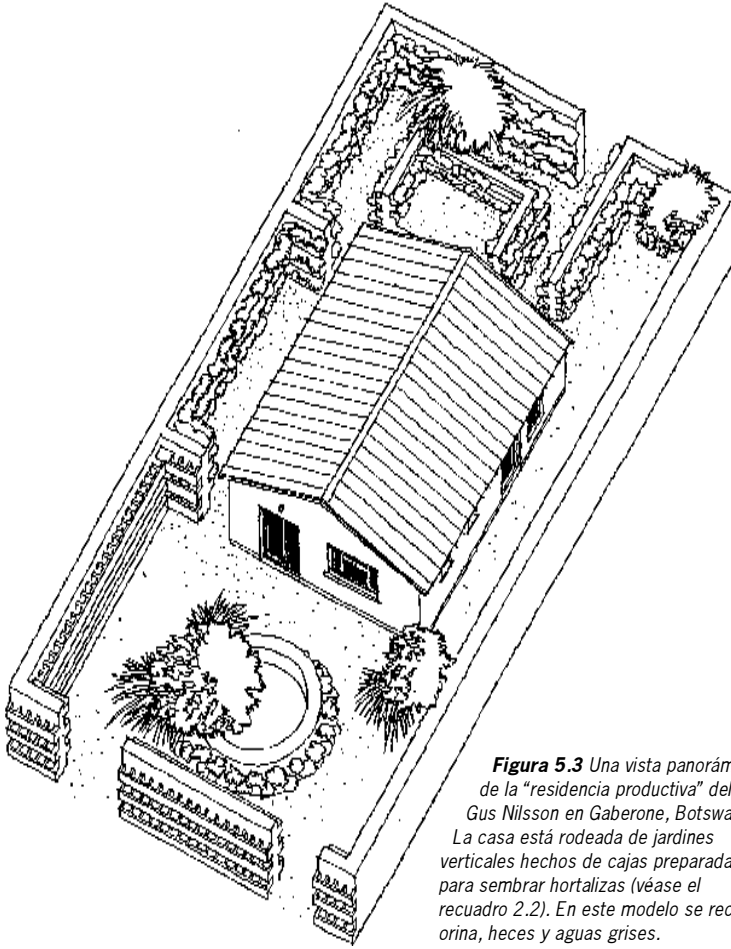 Figura 5.3 Una vista panorám
de la “residencia productiva” del
Gus Nilsson en Gaberone, Botswa
La casa está rodeada de jardines
verticales hechos de cajas preparada
para sembrar hortalizas (véase el
recuadro 2.2). En este modelo se rec
orina, heces y aguas grises.